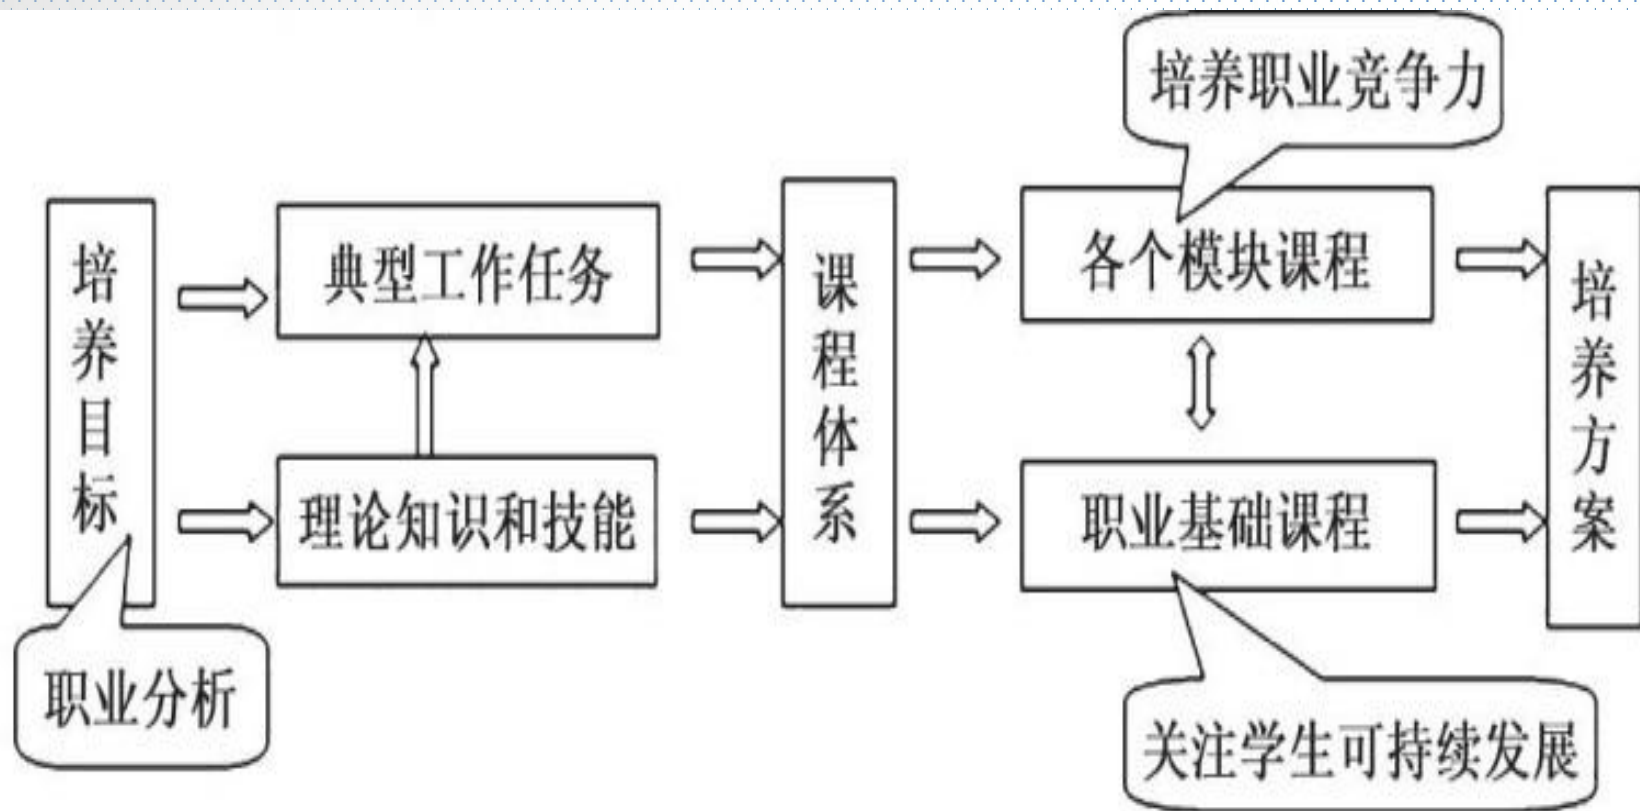 培养职业竞争力
培养目标
典型工作任务
理论知识和技能
课程体系
各个模块课程
职业基础课程
培养方案
职业分析
关注学生可持续发展